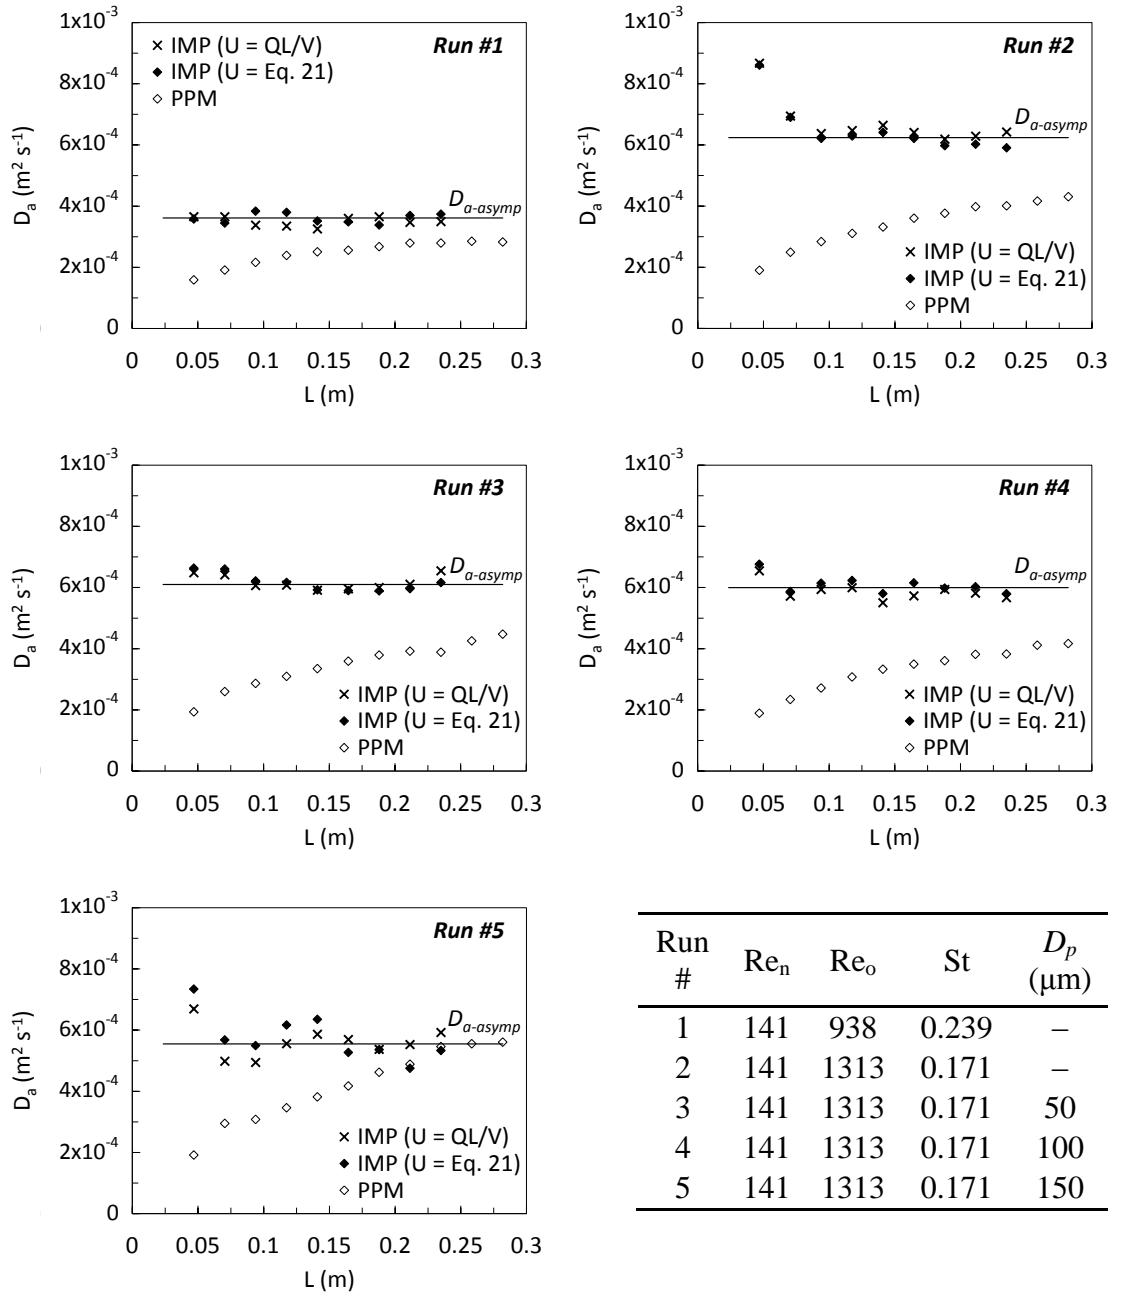 1x10-3
8x10-4
6x10-4
4x10-4
2x10-4
0
Da (m2 s-1)
Run #1
× IMP (U = QL/V)
◆ IMP (U = Eq. 21)
◇ PPM
Da-asymp
0 0.05 0.1 0.15 0.2 0.25 0.3
L (m)
1x10-3
8x10-4
6x10-4
4x10-4
2x10-4
0
Da (m2 s-1)
Run #2
Da-asymp
× IMP (U = QL/V)
◆ IMP (U = Eq. 21)
◇ PPM
0 0.05 0.1 0.15 0.2 0.25 0.3
L (m)
1x10-3
8x10-4
6x10-4
4x10-4
2x10-4
0
Da (m2 s-1)
Run #3
Da-asymp
× IMP (U = QL/V)
◆ IMP (U = Eq. 21)
◇ PPM
0 0.05 0.1 0.15 0.2 0.25 0.3
L (m)
1x10-3
8x10-4
6x10-4
4x10-4
2x10-4
0
Da (m2 s-1)
Run #4
Da-asymp
× IMP (U = QL/V)
◆ IMP (U = Eq. 21)
◇ PPM
0 0.05 0.1 0.15 0.2 0.25 0.3
L (m)
1x10-3
8x10-4
6x10-4
4x10-4
2x10-4
0
Da (m2 s-1)
Run #5
Da-asymp
× IMP (U = QL/V)
◆ IMP (U = Eq. 21)
◇ PPM
0 0.05 0.1 0.15 0.2 0.25 0.3
L (m)
Run # Ren Reo St Dp (μm)
1 141 938 0.239 –
2 141 1313 0.171 –
3 141 1313 0.171 50
4 141 1313 0.171 100
5 141 1313 0.171 150